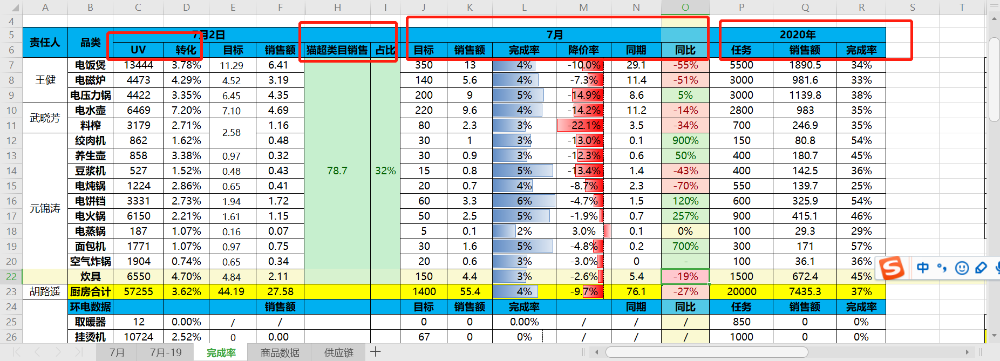 A B C D E F H I J K L M N O P Q R S T
4
5 7月2日 7月 2020年
责任人 品类
6 UV 转化 目标 销售额 猫超类目销售 占比 目标 销售额 完成率 降价率 同期 同比 任务 销售额 完成率
7 电饭煲 13444 3.78% 11.29 6.41 350 13 4% -10.0% 29.1 -55% 5500 1890.5 34%
8 王健 电磁炉 4473 4.29% 4.52 3.19 140 5.6 4% -7.3% 11.4 -51% 3000 981.6 33%
9 电压力锅 4422 3.35% 6.45 4.35 200 9 5% -14.9% 8.6 5% 3000 1139.8 38%
10 武晓芳 电水壶 6469 7.20% 7.10 4.69 220 9.6 4% -14.2% 11.2 -14% 2800 983 35%
11 料榨 3179 2.71% 2.58 1.16 80 2.3 3% -22.1% 3.5 -34% 700 246.9 35%
12 绞肉机 862 1.62% 0.48 30 1 3% -13.0% 0.1 900% 150 80.8 54%
13 养生壶 858 3.38% 0.97 0.32 30 0.9 3% -12.3% 0.6 50% 400 180.7 45%
14 豆浆机 527 1.52% 0.48 0.43 78.7 32% 15 0.8 5% -13.4% 1.4 -43% 400 142.5 36%
15 电炖锅 1224 2.86% 0.65 0.41 20 0.7 4% -8.7% 2.3 -70% 550 139.7 25%
16 元锦涛 电饼铛 3331 2.73% 1.94 1.72 60 3.3 6% -4.7% 1.5 120% 600 325.9 54%
17 电火锅 6150 2.21% 1.61 1.15 50 2.5 5% -1.9% 0.7 257% 900 415.1 46%
18 电蒸锅 187 1.07% 0.16 0.07 5 0.1 2% 3.0% 0.1 0% 100 29.3 29%
19 面包机 1771 1.07% 0.97 0.75 30 1.6 5% -4.8% 0.2 700% 300 171 57%
20 空气炸锅 1904 0.74% 0.65 0.34 20 0.6 3% -3.0% 0 - 100 36.1 36%
22 炊具 6550 4.70% 4.84 2.11 150 4.4 3% -2.6% 5.4 -19% 1500 672.4 45%
23 胡路遥 厨房合计 57255 3.62% 44.19 27.58 1400 55.4 4% -9.7% 76.1 -27% 20000 7435.3 37%
24 环电数据 销售额 目标 销售额 完成率 同期 同比 任务 销售额 完成率
25 取暖器 12 0.00% / / 0 0 0.00% / / / 850 0 0%
26 挂烫机 10724 2.52% 0 0.00 67 0 0% / / / 1000 0 0%
中
7月 7月-19 完成率 商品数据 供应链